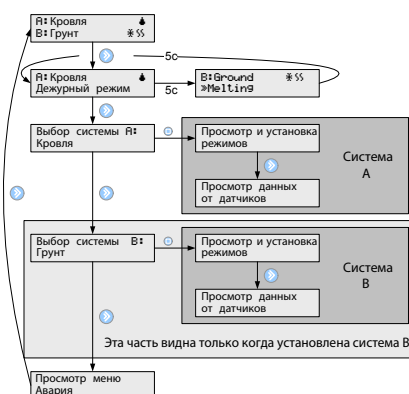 A:Кровля
B:Грунт
5с
A:Кровля
Дежурный режим
5с
B:Ground
»Melting
Выбор системы A:
Кровля
Просмотр и установка
режимов
Просмотр данных
от датчиков
Система
A
Выбор системы B:
Грунт
Просмотр и установка
режимов
Просмотр данных
от датчиков
Система
B
Эта часть видна только когда установлена система B
Просмотр меню
Авария